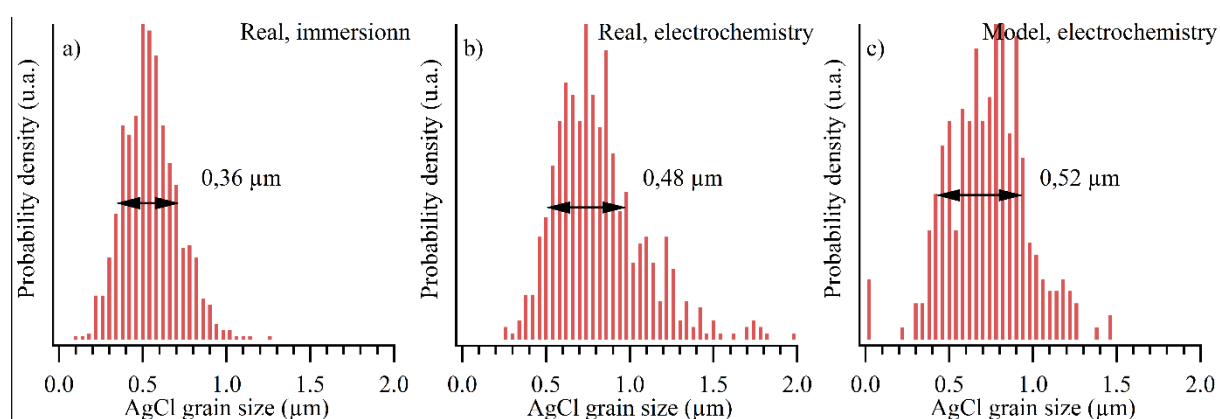 a)
Real, immersionn
Probability density (u.a.)
0,36 µm
0.0 0.5 1.0 1.5 2.0
AgCl grain size (µm)
b)
Real, electrochemistry
Probability density (u.a.)
0,48 µm
0.0 0.5 1.0 1.5 2.0
AgCl grain size (µm)
c)
Model, electrochemistry
Probability density (u.a.)
0,52 µm
0.0 0.5 1.0 1.5 2.0
AgCl grain size (µm)